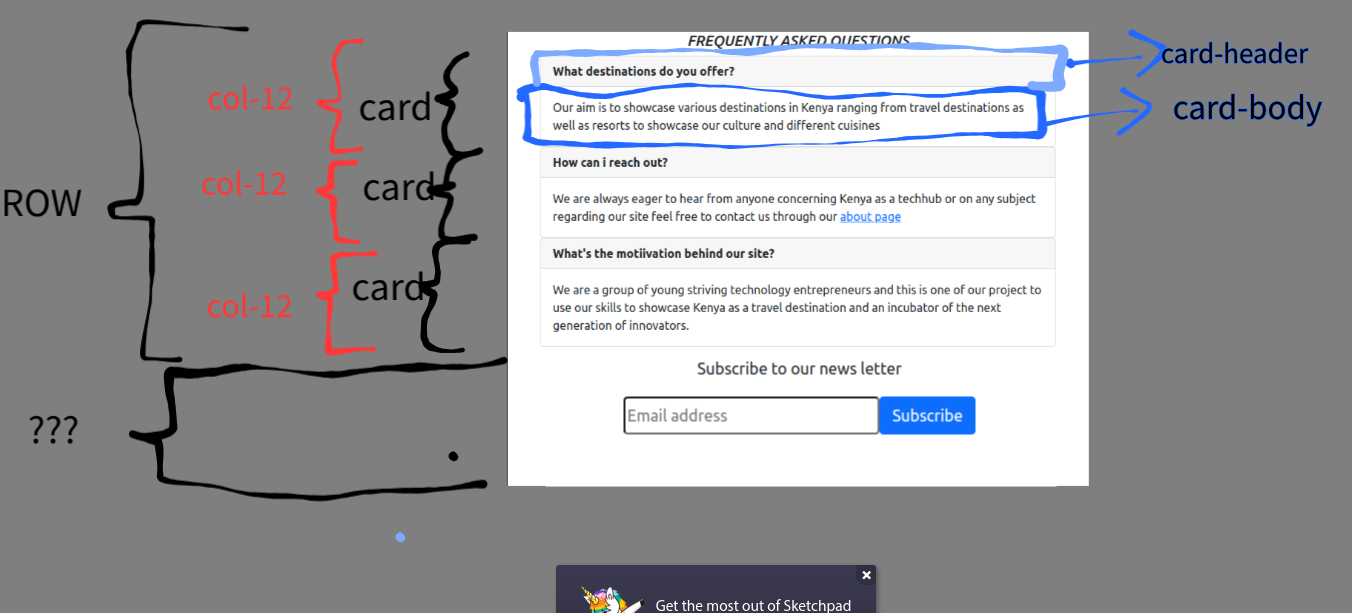 FREQUENTLY ASKED QUESTIONS
card-header
What destinations do you offer?
col-12
card
Our aim is to showcase various destinations in Kenya ranging from travel destinations as
well as resorts to showcase our culture and different cuisines
card-body
How can i reach out?
col-12
card
ROW
We are always eager to hear from anyone concerning Kenya as a techhub or on any subject
regarding our site feel free to contact us through our about page
What's the motiivation behind our site?
col-12
card
We are a group of young striving technology entrepreneurs and this is one of our project to
use our skills to showcase Kenya as a travel destination and an incubator of the next
generation of innovators.
Subscribe to our news letter
???
Email address
Subscribe
Get the most out of Sketchpad